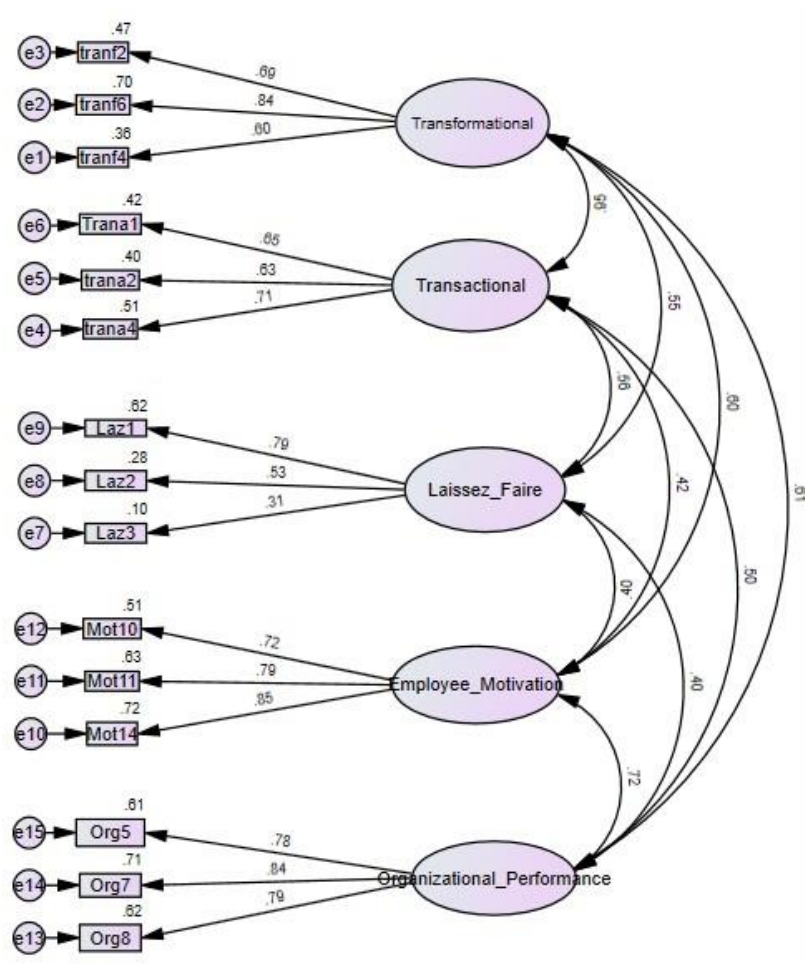 .47
e3 tranf2 .69
.70
e2 tranf6 .84
.36
e1 tranf4 .60
Transformational
.42
e6 Trana1 .65
.40
e5 trana2 .63
.51
e4 trana4 .71
Transactional
.55
.60
.42
.61
.50
.62
e9 Laz1 .79
.28
e8 Laz2 .53
.10
e7 Laz3 .31
Laissez_Faire
.40
.40
.51
e12 Mot10 .72
.63
e11 Mot11 .79
.72
e10 Mot14 .85
Employee_Motivation
.72
.61
e15 Org5 .78
.71
e14 Org7 .84
.62
e13 Org8 .79
Organizational_Performance